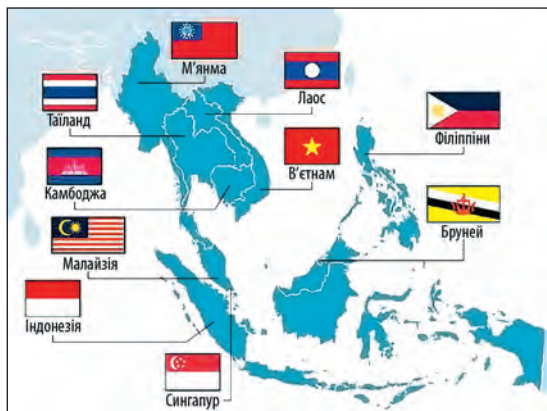 М'янма
Лаос
Таїланд
Філіппіни
В'єтнам
Камбоджа
Бруней
Малайзія
Індонезія
Сингапур